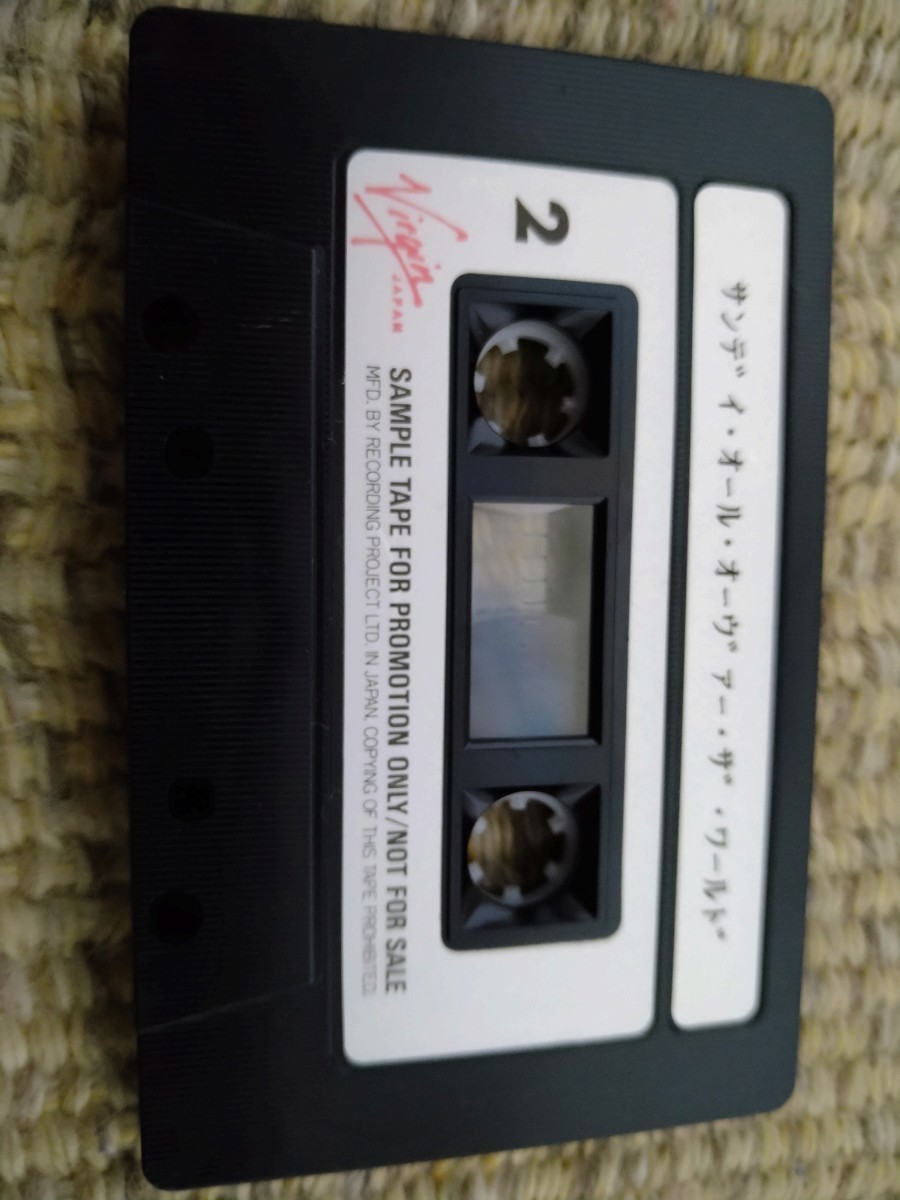 サンデイ・オール・オーヴァー・ザ・ワールド
2
Virgin
JAPAN
SAMPLE TAPE FOR PROMOTION ONLY/NOT FOR SALE
MFD. BY RECORDING PROJECT LTD. IN JAPAN. COPYING OF THIS TAPE PROHIBITED.